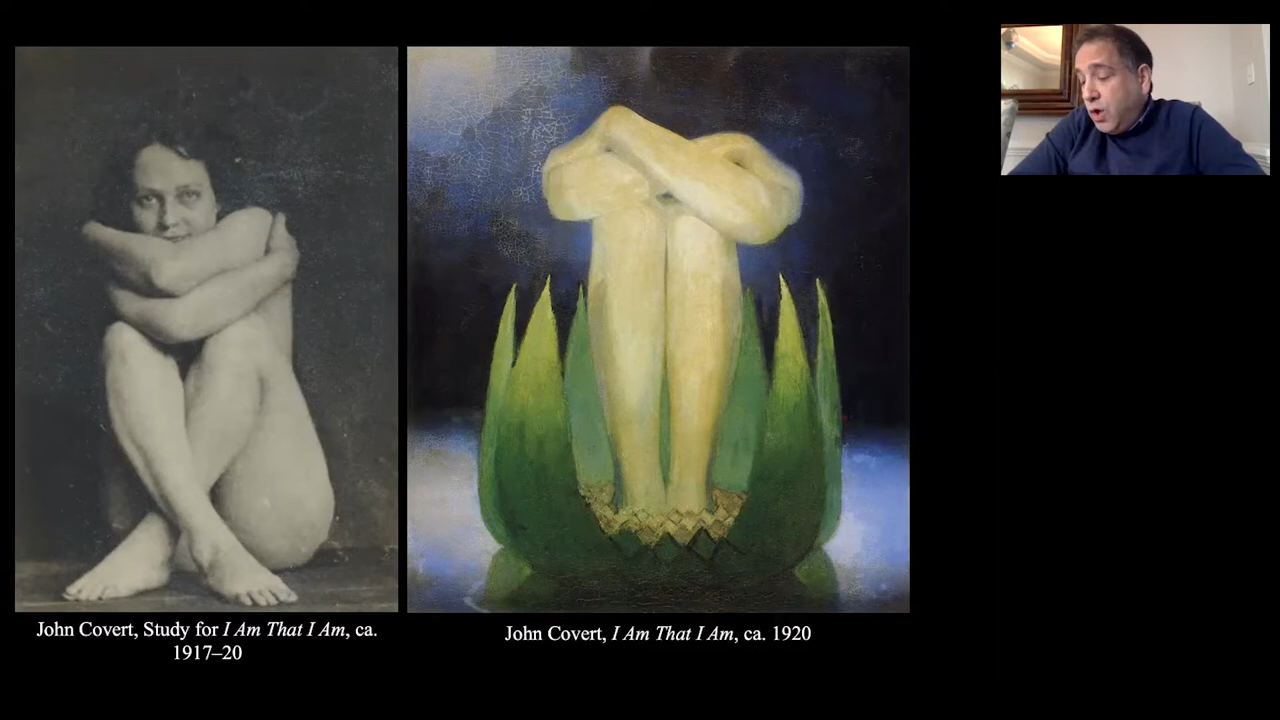 John Covert, Study for I Am That I Am, ca.
1917–20
John Covert, I Am That I Am, ca. 1920